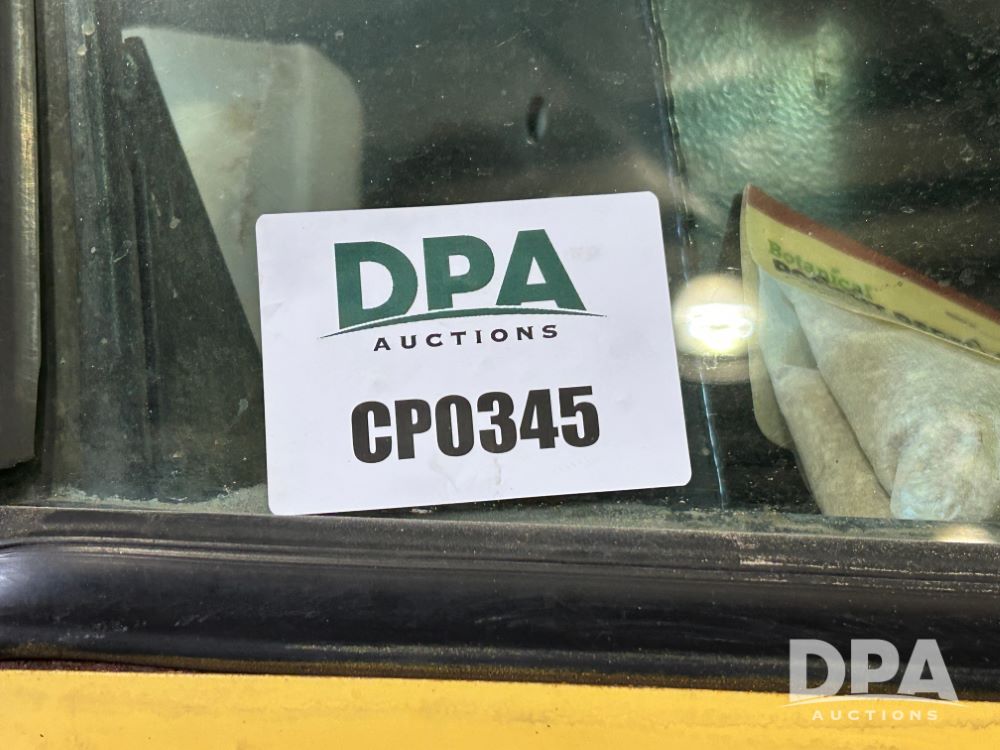 DPA
AUCTIONS
CP0345
Botanical
DPA
AUCTIONS